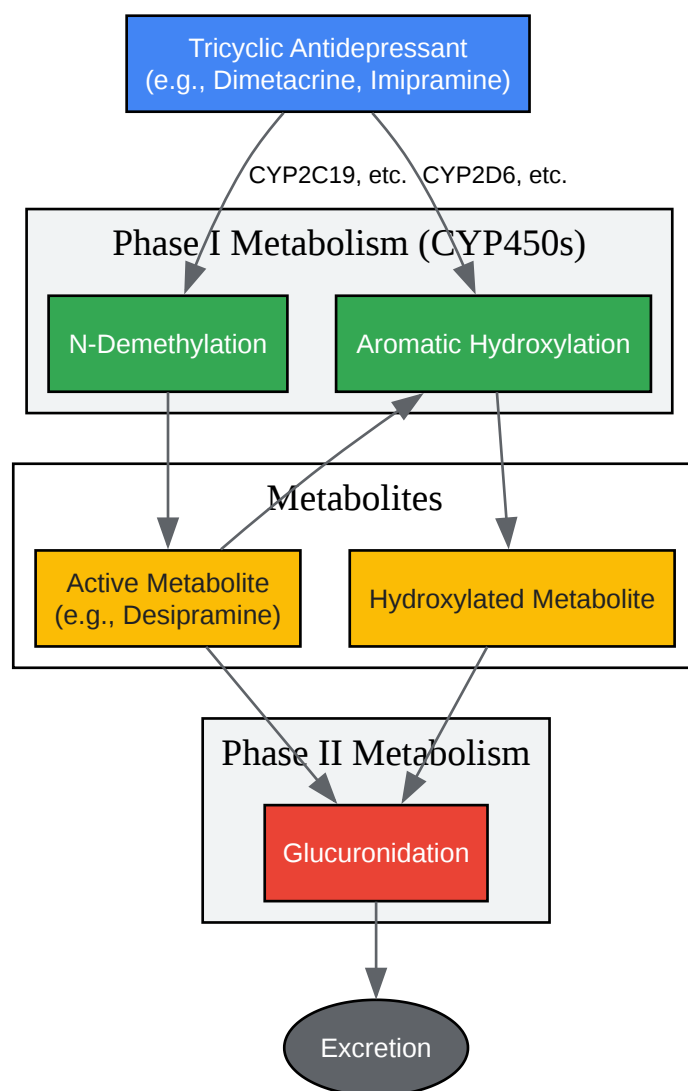 Tricyclic Antidepressant
(e.g., Dimetacrine, Imipramine)
CYP2C19, etc.
CYP2D6, etc.
Phase I Metabolism (CYP450s)
N-Demethylation
Aromatic Hydroxylation
Metabolites
Active Metabolite
(e.g., Desipramine)
Hydroxylated Metabolite
Phase II Metabolism
Glucuronidation
Excretion